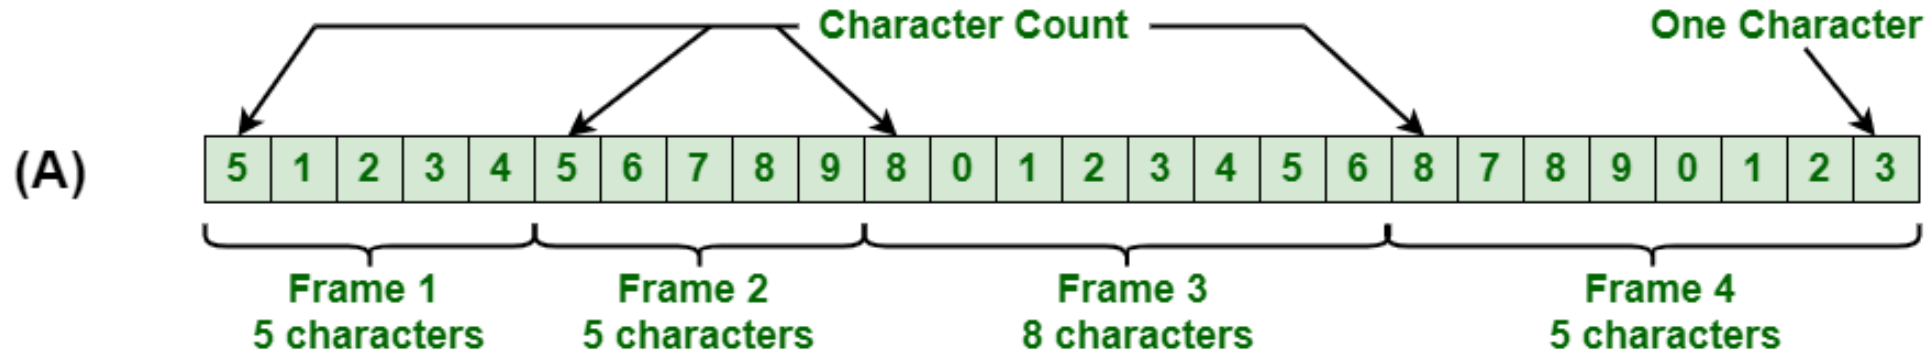 Character Count One Character
(A) 5 1 2 3 4 5 6 7 8 9 8 0 1 2 3 4 5 6 8 7 8 9 0 1 2 3
Frame 1 Frame 2 Frame 3 Frame 4
5 characters 5 characters 8 characters 5 characters